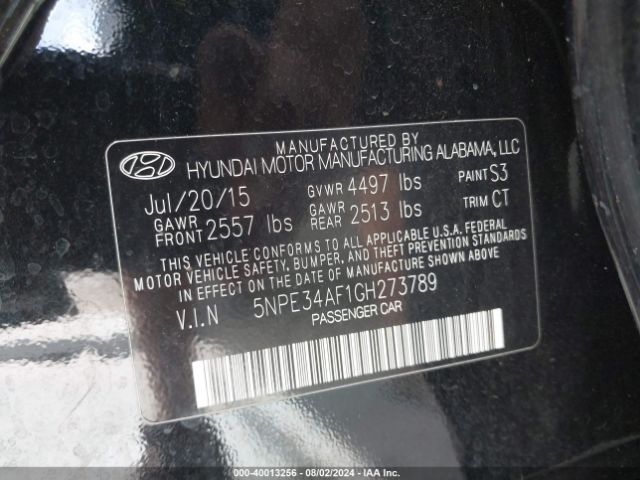 MANUFACTURED BY
HYUNDAI MOTOR MANUFACTURING ALABAMA, LLC
Jul/20/15 GVWR 4497 lbs PAINT S3
GAWR FRONT 2557 lbs GAWR REAR 2513 lbs TRIM CT
THIS VEHICLE CONFORMS TO ALL APPLICABLE U.S.A. FEDERAL
MOTOR VEHICLE SAFETY, BUMPER, AND THEFT PREVENTION STANDARDS
IN EFFECT ON THE DATE OF MANUFACTURE SHOWN ABOVE.
V.I.N 5NPE34AF1GH273789
PASSENGER CAR
000-40013256 - 08/02/2024 - IAA Inc.